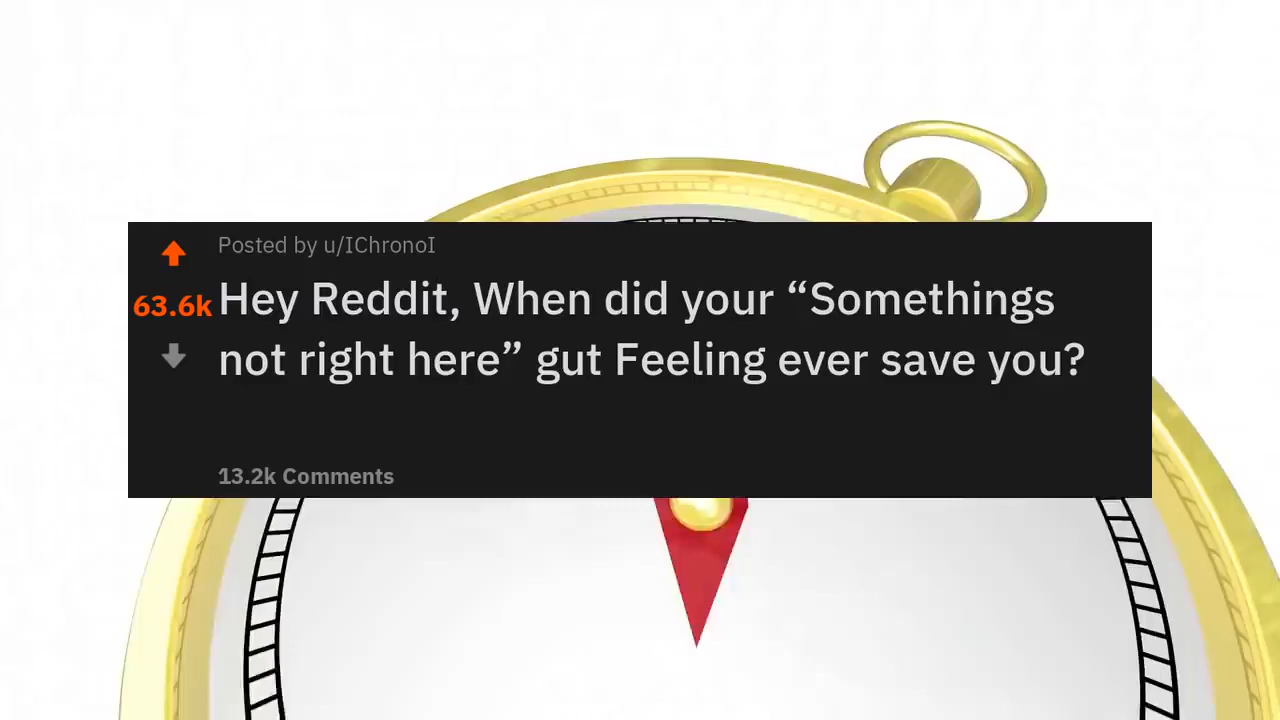 Posted by u/IChronoI
63.6k
Hey Reddit, When did your “Somethings
not right here” gut Feeling ever save you?
13.2k Comments